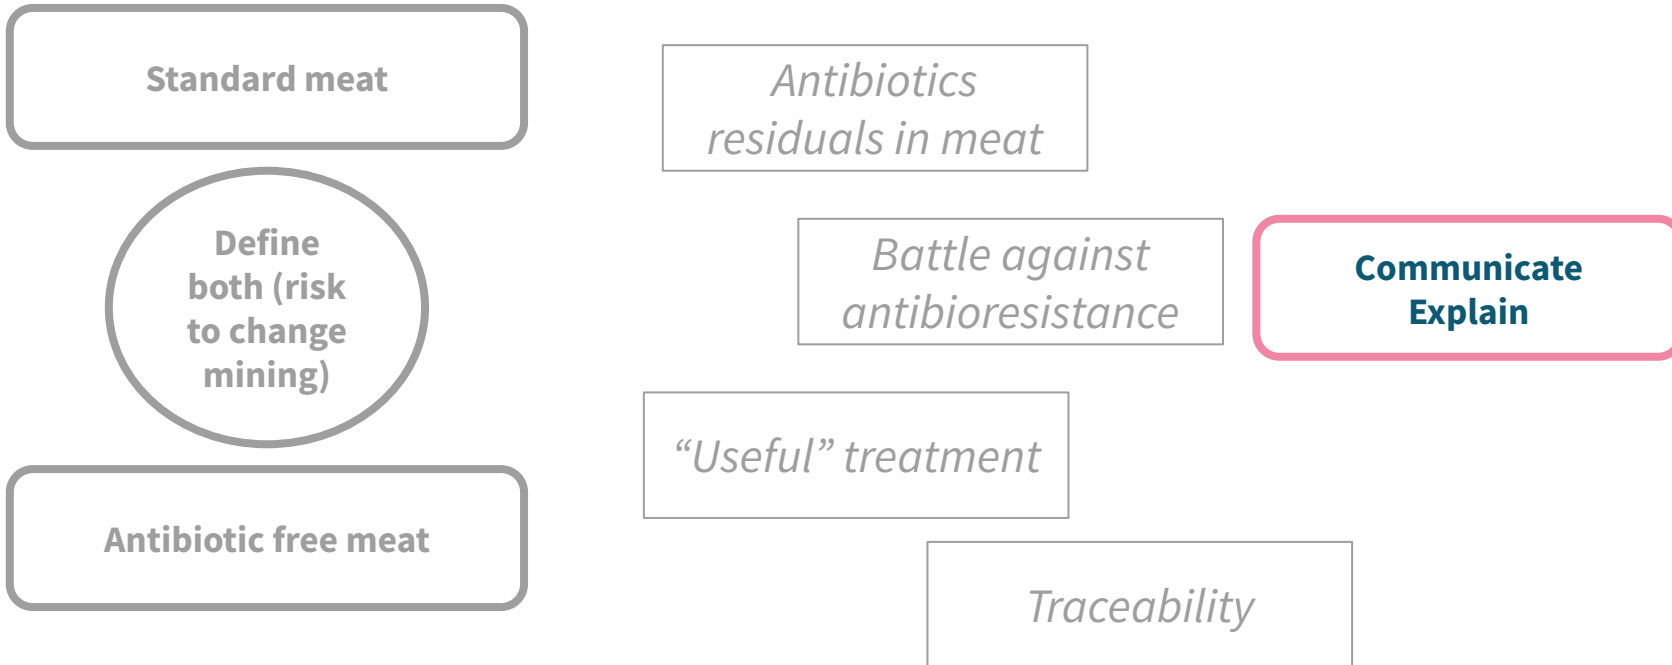 Standard meat
Define
both (risk
to change
mining)
Antibiotic free meat
Antibiotics
residuals in meat
Battle against
antibioresistance
“Useful” treatment
Traceability
Communicate
Explain